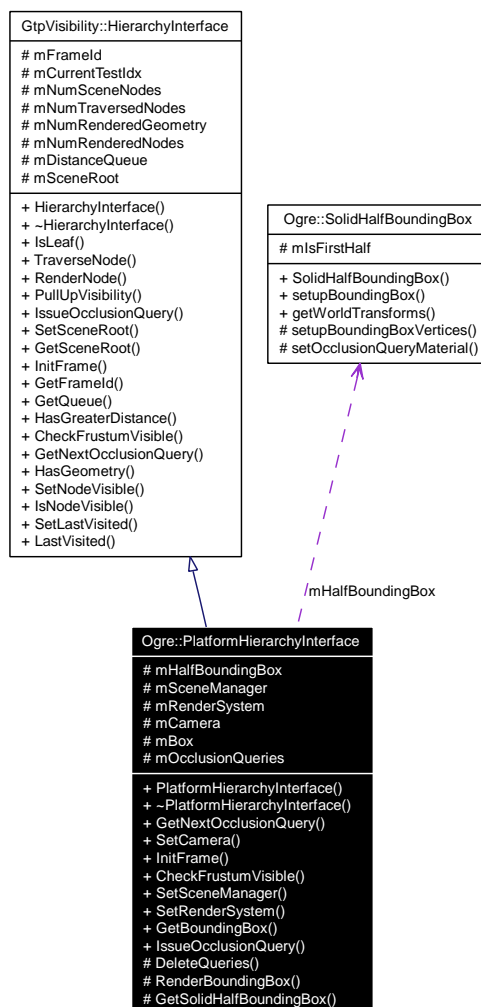 GtpVisibility::HierarchyInterface
# mFrameId
# mCurrentTestIdx
# mNumSceneNodes
# mNumTraversedNodes
# mNumRenderedGeometry
# mNumRenderedNodes
# mDistanceQueue
# mSceneRoot
+ HierarchyInterface()
+ ~HierarchyInterface()
+ IsLeaf()
+ TraverseNode()
+ RenderNode()
+ PullUpVisibility()
+ IssueOcclusionQuery()
+ SetSceneRoot()
+ GetSceneRoot()
+ InitFrame()
+ GetFrameId()
+ GetQueue()
+ HasGreaterDistance()
+ CheckFrustumVisible()
+ GetNextOcclusionQuery()
+ HasGeometry()
+ SetNodeVisible()
+ IsNodeVisible()
+ SetLastVisited()
+ LastVisited()
Ogre::SolidHalfBoundingBox
# mIsFirstHalf
+ SolidHalfBoundingBox()
+ setupBoundingBox()
+ getWorldTransforms()
# setupBoundingBoxVertices()
# setOcclusionQueryMaterial()
mHalfBoundingBox
Ogre::PlatformHierarchyInterface
# mHalfBoundingBox
# mSceneManager
# mRenderSystem
# mCamera
# mBox
# mOcclusionQueries
+ PlatformHierarchyInterface()
+ ~PlatformHierarchyInterface()
+ GetNextOcclusionQuery()
+ SetCamera()
+ InitFrame()
+ CheckFrustumVisible()
+ SetSceneManager()
+ SetRenderSystem()
+ GetBoundingBox()
+ IssueOcclusionQuery()
# DeleteQueries()
# RenderBoundingBox()
# GetSolidHalfBoundingBox()